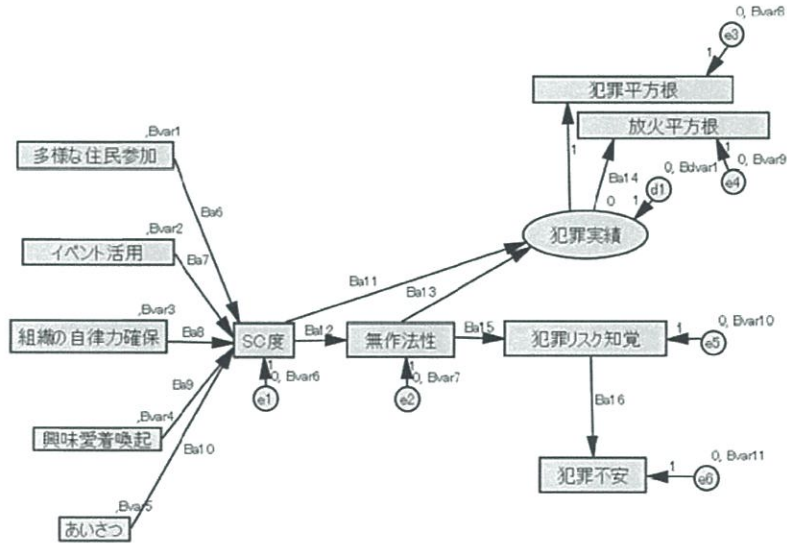 0, Bvar8
e3
1
犯罪平方根
放火平方根
,Bvar1
多様な住民参加
1
1
Ba14
0, Bdvar1
0, Bvar9
d1
e4
0
1
Ba6
犯罪実績
,Bvar2
イベント活用
Ba7
Ba11
Ba13
,Bvar3
組織の自律力確保
Ba8
SC度
Ba12
無作法性
Ba15
犯罪リスク知覚
1
0, Bvar10
e5
1
0, Bvar6
e1
1
0, Bvar7
e2
Ba9
,Bvar4
興味愛着喚起
Ba10
Ba16
0, Bvar11
犯罪不安
1
e6
,Bvar5
あいさつ